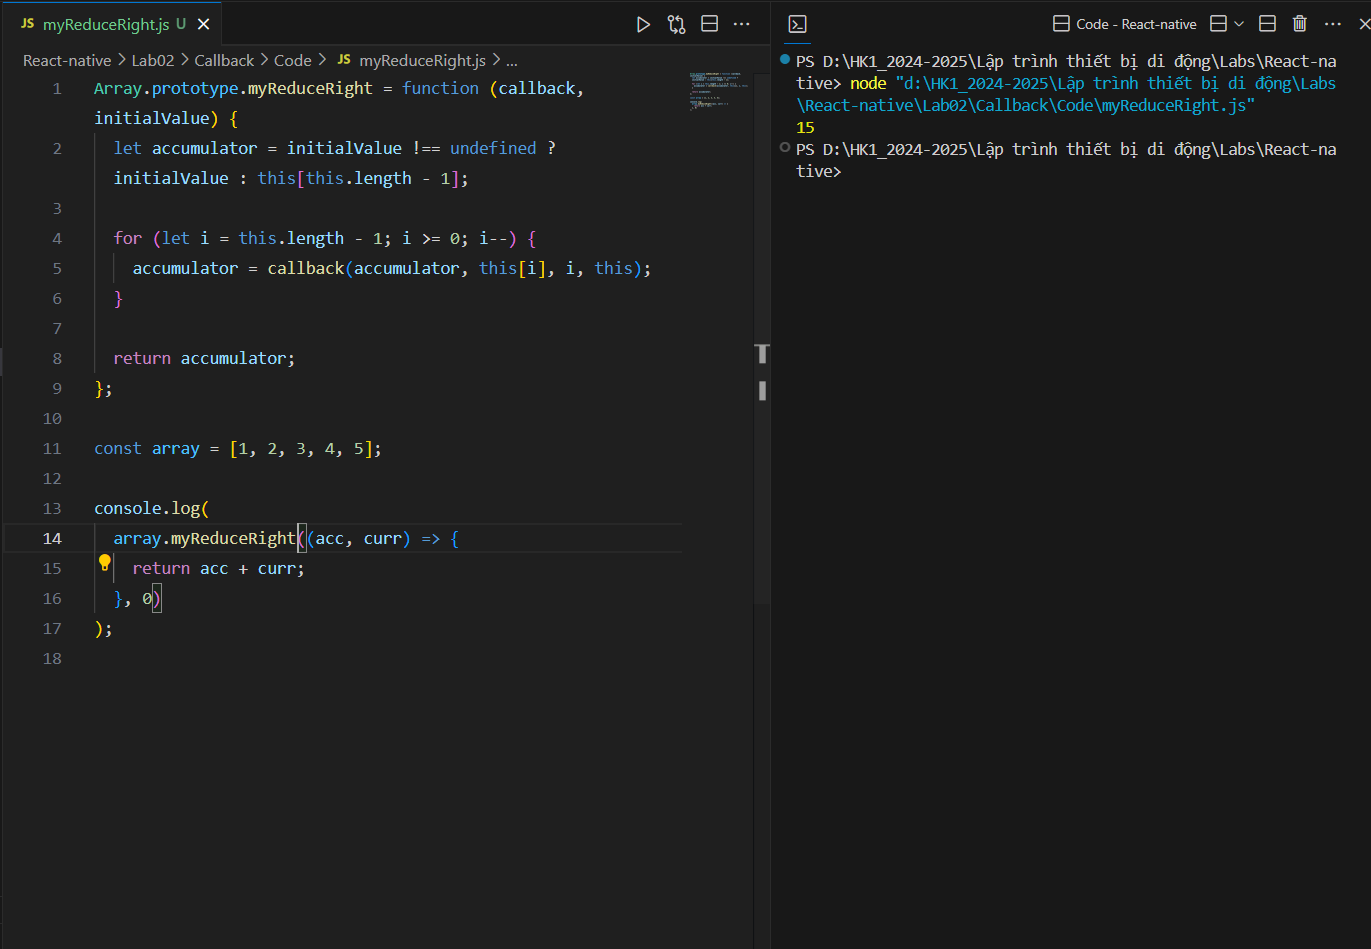 JS myReduceRight.js U
React-native > Lab02 > Callback > Code > JS myReduceRight.js > ...
1 Array.prototype.myReduceRight = function (callback,
initialValue) {
2 let accumulator = initialValue !== undefined ?
initialValue : this[this.length - 1];
3
4 for (let i = this.length - 1; i >= 0; i--) {
5 accumulator = callback(accumulator, this[i], i, this);
6 }
7
8 return accumulator;
9 };
10
11 const array = [1, 2, 3, 4, 5];
12
13 console.log(
14 array.myReduceRight((acc, curr) => {
15 return acc + curr;
16 }, 0)
17 );
18
Code - React-native
PS D:\HK1_2024-2025\Lập trình thiết bị di động\Labs\React-na
tive> node "d:\HK1_2024-2025\Lập trình thiết bị di động\Labs
\React-native\Lab02\Callback\Code\myReduceRight.js"
15
PS D:\HK1_2024-2025\Lập trình thiết bị di động\Labs\React-na
tive>